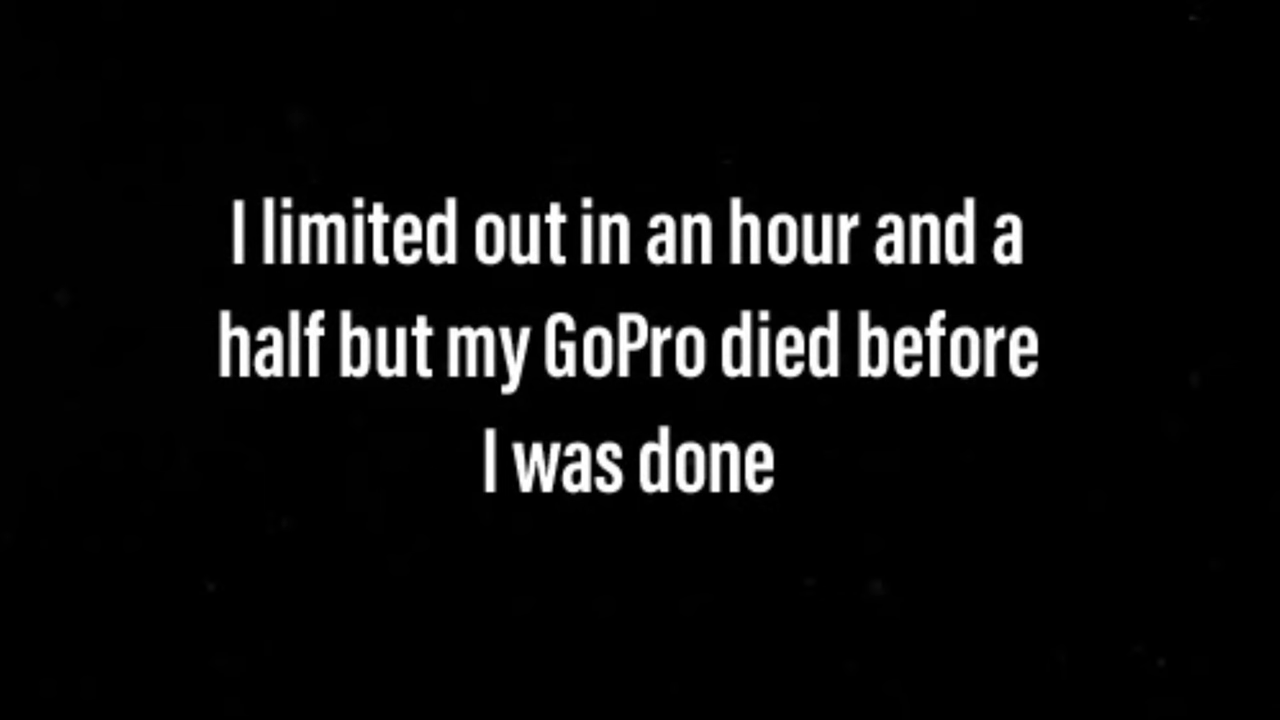 I limited out in an hour and a
half but my GoPro died before
I was done